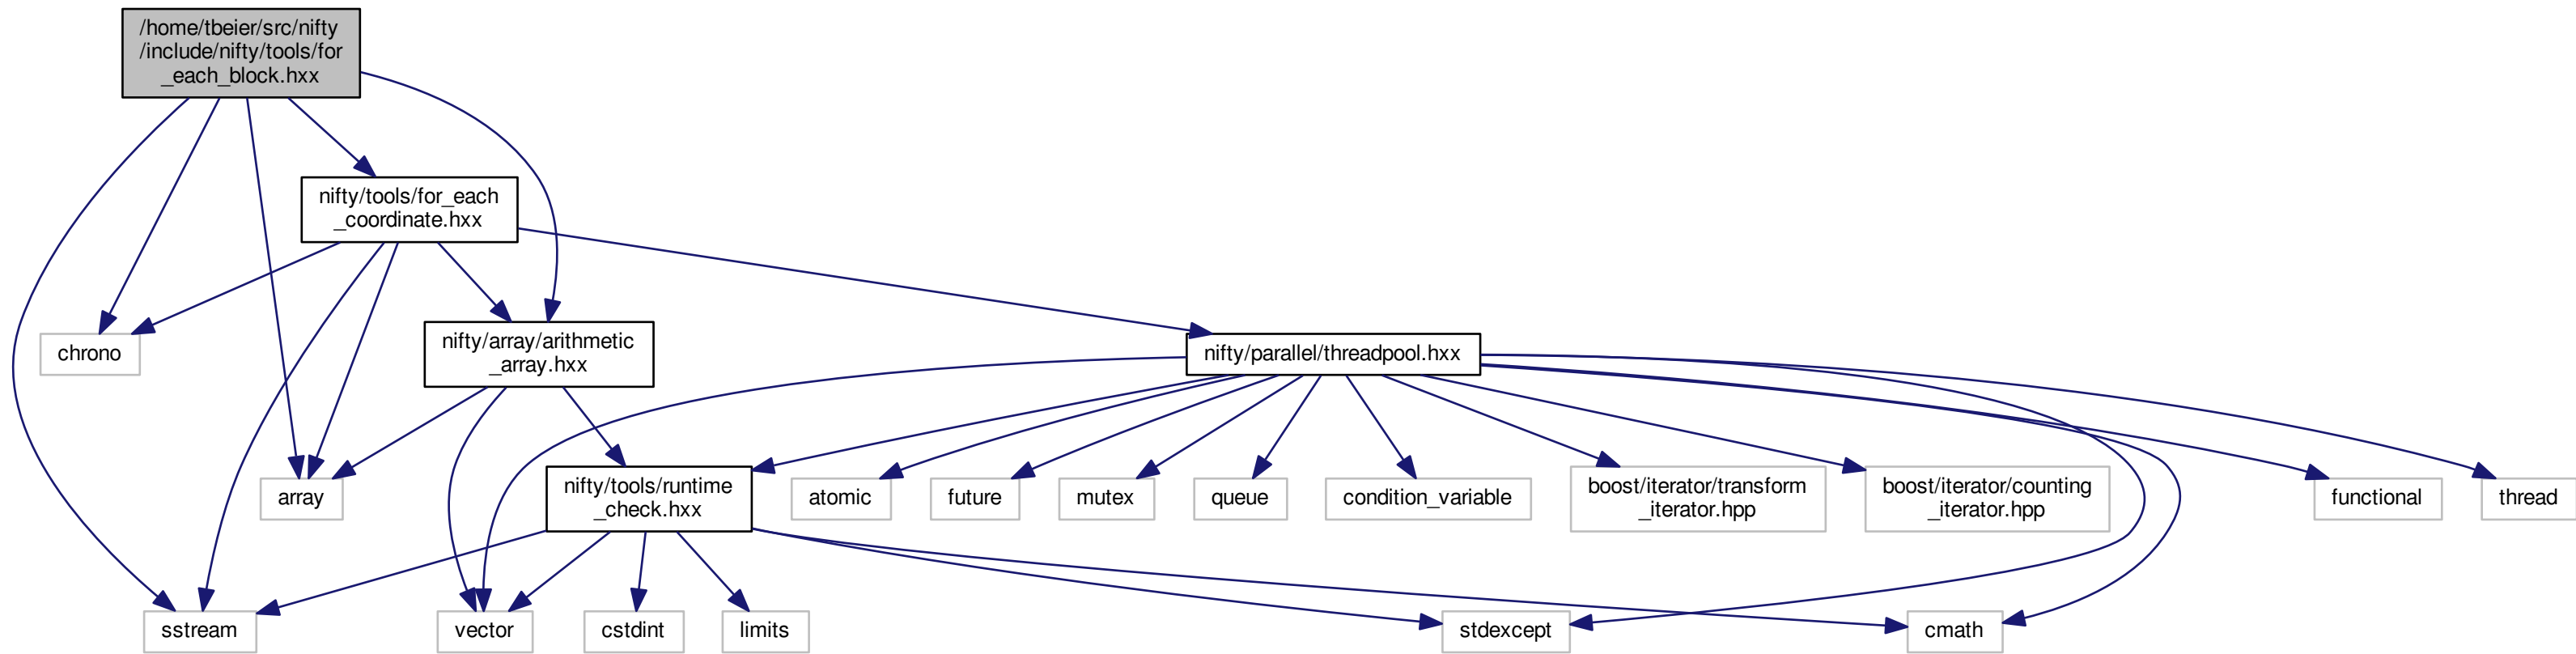 /home/tbeier/src/nifty
/include/nifty/tools/for
_each_block.hxx
nifty/tools/for_each
_coordinate.hxx
chrono
nifty/array/arithmetic
_array.hxx
nifty/parallel/threadpool.hxx
array
nifty/tools/runtime
_check.hxx
atomic
future
mutex
queue
condition_variable
boost/iterator/transform
_iterator.hpp
boost/iterator/counting
_iterator.hpp
functional
thread
sstream
vector
cstdint
limits
stdexcept
cmath